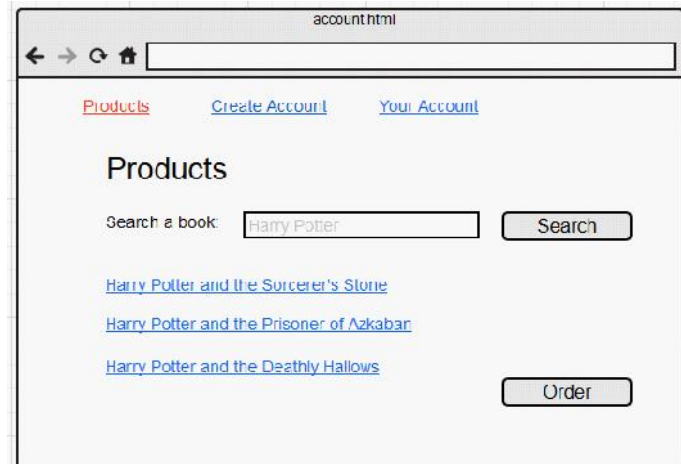 account.html
Products Create Account Your Account
Products
Search a book: Harry Potter Search
Harry Potter and the Sorcerer's Stone
Harry Potter and the Prisoner of Azkaban
Harry Potter and the Deathly Hallows
Order